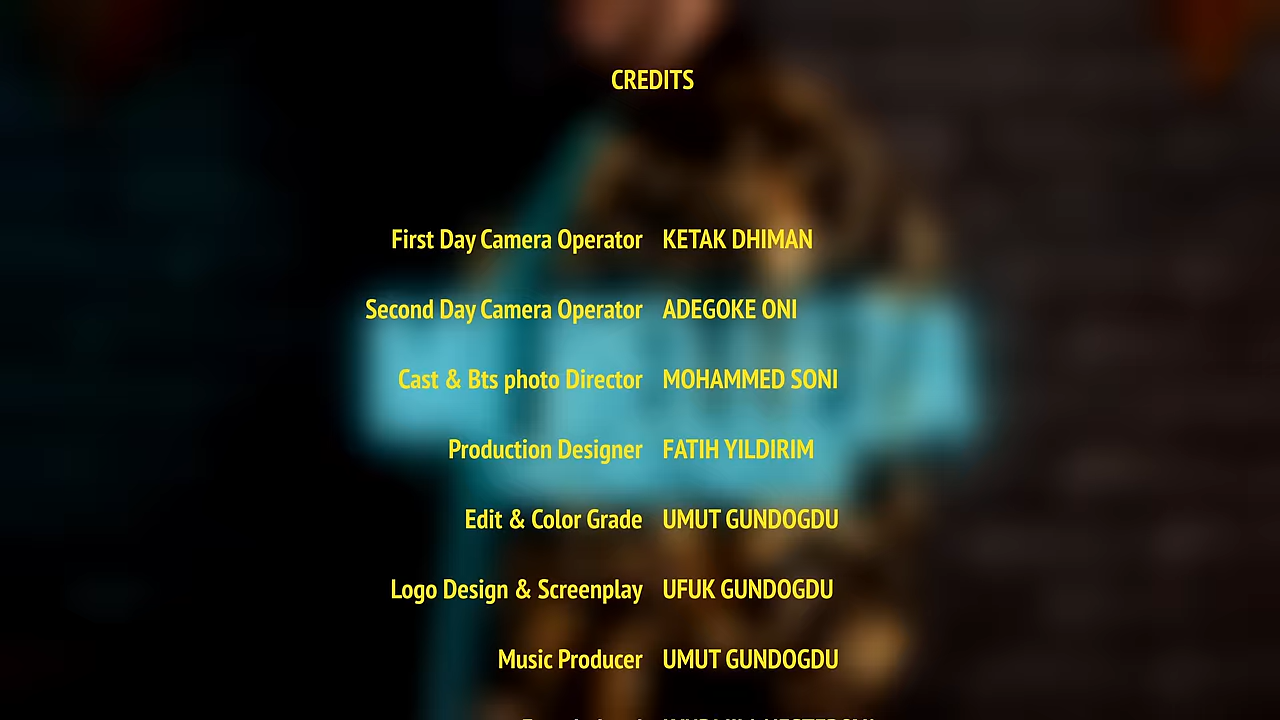 CREDITS
First Day Camera Operator KETAK DHIMAN
Second Day Camera Operator ADEGOKE ONI
Cast & Bts photo Director MOHAMMED SONI
Production Designer FATIH YILDIRIM
Edit & Color Grade UMUT GUNDOGDU
Logo Design & Screenplay UFUK GUNDOGDU
Music Producer UMUT GUNDOGDU